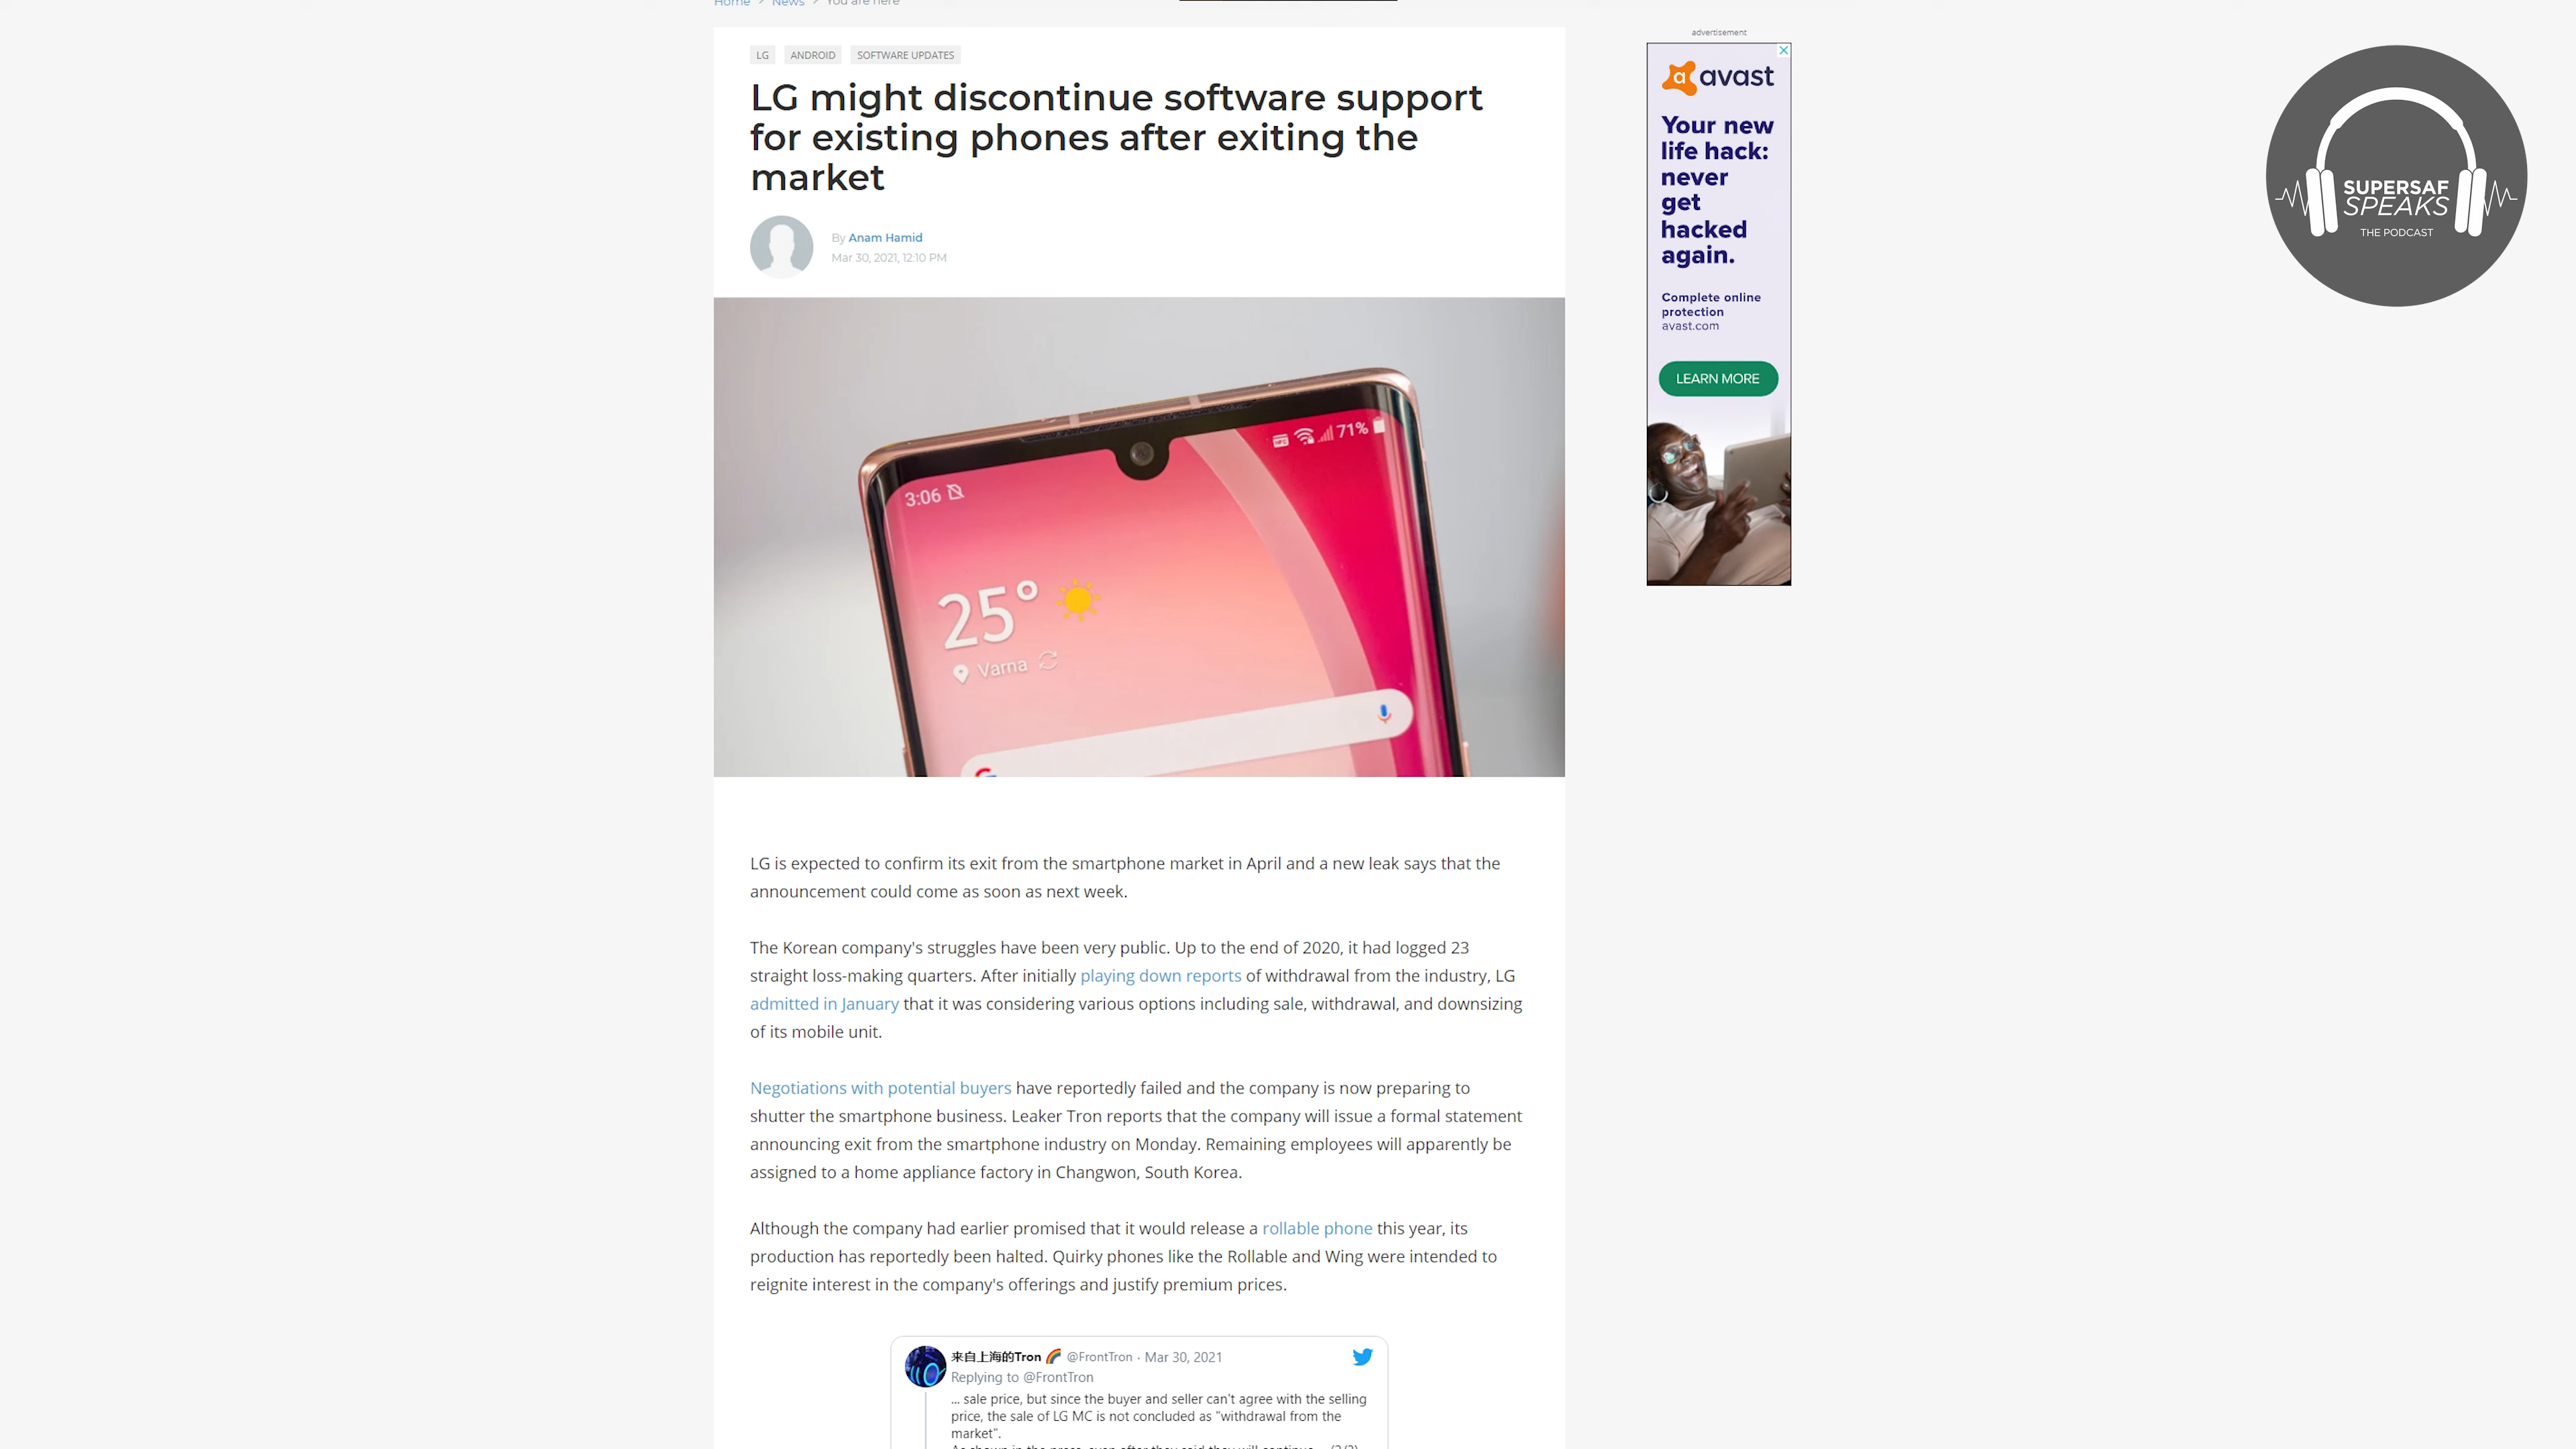 Home > News > You are here
LG ANDROID SOFTWARE UPDATES
LG might discontinue software support
for existing phones after exiting the
market
By Anam Hamid
Mar 30, 2021, 12:10 PM
3:06
71%
25°
Varna
LG is expected to confirm its exit from the smartphone market in April and a new leak says that the
announcement could come as soon as next week.
The Korean company's struggles have been very public. Up to the end of 2020, it had logged 23
straight loss-making quarters. After initially playing down reports of withdrawal from the industry, LG
admitted in January that it was considering various options including sale, withdrawal, and downsizing
of its mobile unit.
Negotiations with potential buyers have reportedly failed and the company is now preparing to
shutter the smartphone business. Leaker Tron reports that the company will issue a formal statement
announcing exit from the smartphone industry on Monday. Remaining employees will apparently be
assigned to a home appliance factory in Changwon, South Korea.
Although the company had earlier promised that it would release a rollable phone this year, its
production has reportedly been halted. Quirky phones like the Rollable and Wing were intended to
reignite interest in the company's offerings and justify premium prices.
来自上海的Tron @FrontTron · Mar 30, 2021
Replying to @FrontTron
... sale price, but since the buyer and seller can't agree with the selling
price, the sale of LG MC is not concluded as "withdrawal from the
market".
advertisement
avast
Your new
life hack:
never
get
hacked
again.
Complete online
protection
avast.com
LEARN MORE
SUPERSAF
SPEAKS
THE PODCAST